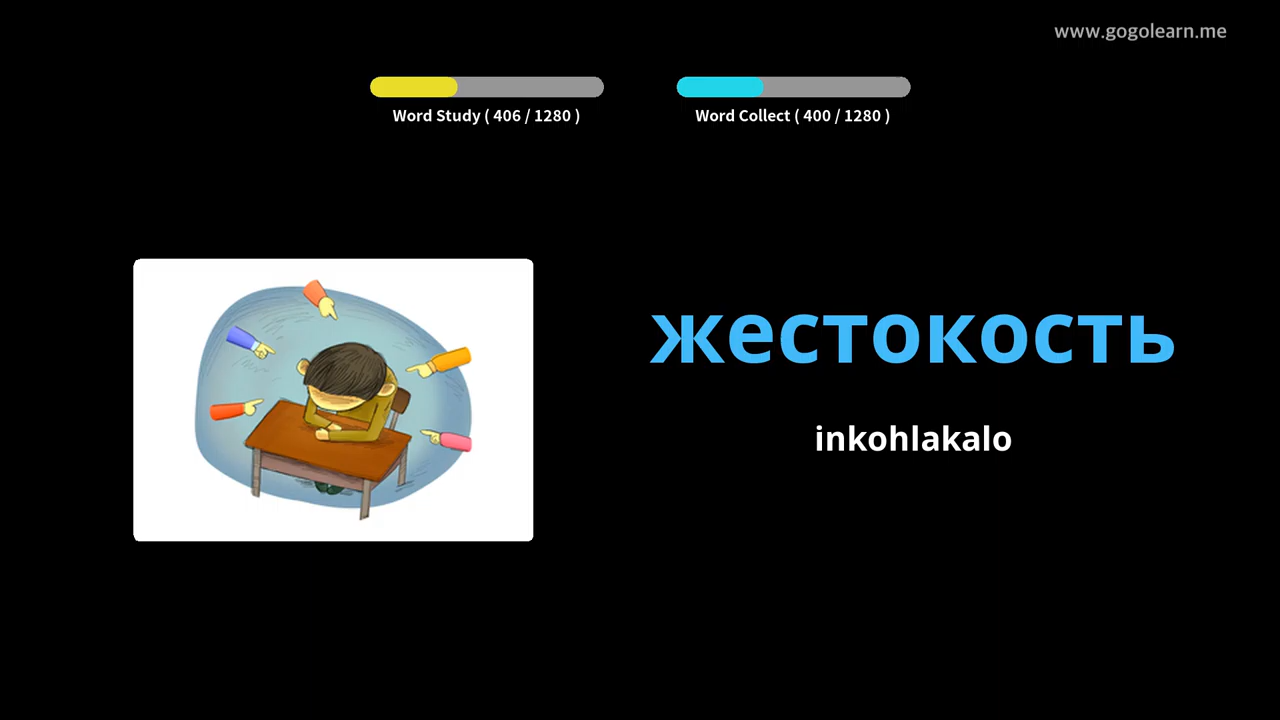 www.gogolearn.me
Word Study ( 406 / 1280 )
Word Collect ( 400 / 1280 )
жестокость
inkohlakalo